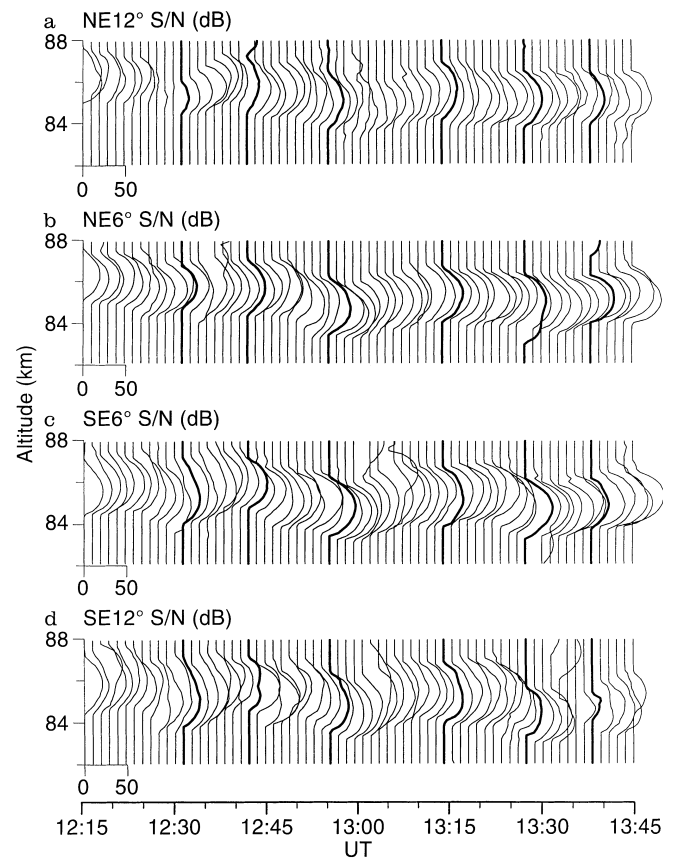 a NE12° S/N (dB)
88
84
0 50
b NE6° S/N (dB)
88
84
0 50
Altitude (km)
c SE6° S/N (dB)
88
84
0 50
d SE12° S/N (dB)
88
84
0 50
12:15 12:30 12:45 13:00 13:15 13:30 13:45
UT